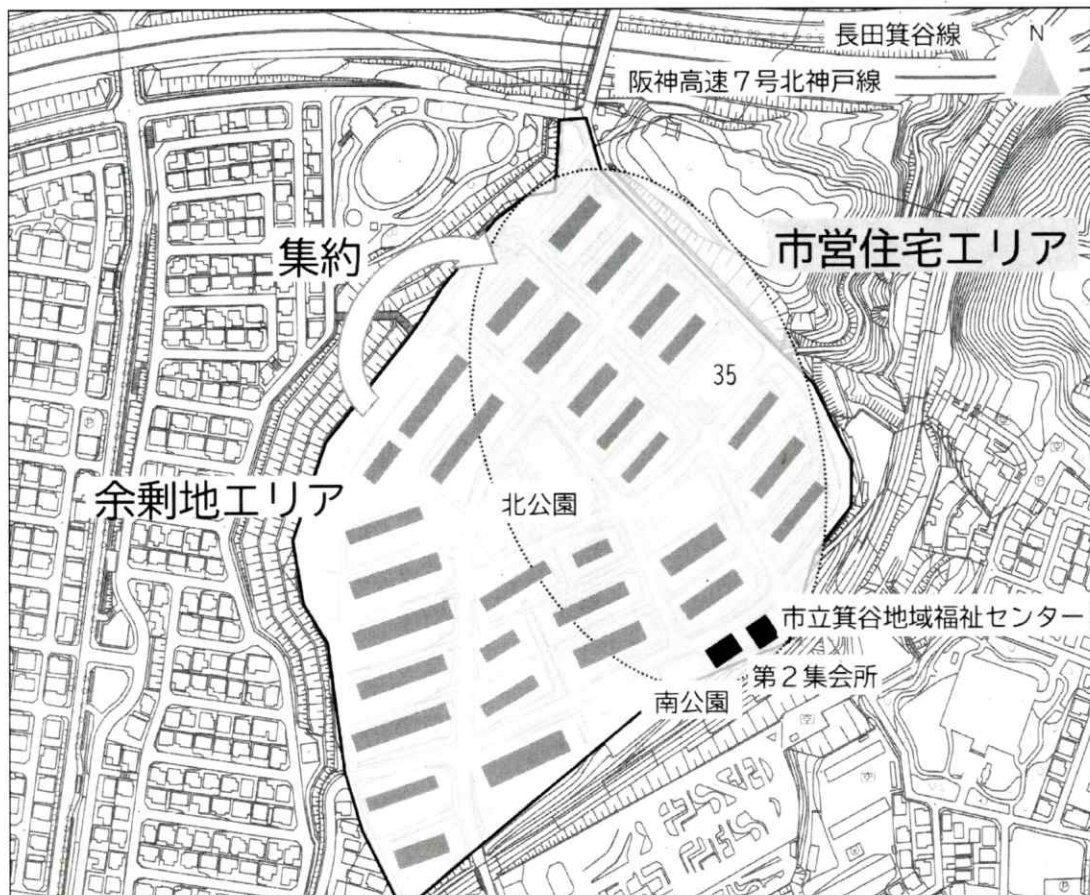 長田箕谷線
N
阪神高速7号北神戸線
集約
市営住宅エリア
35
余剰地エリア
北公園
市立箕谷地域福祉センター
第2集会所
南公園